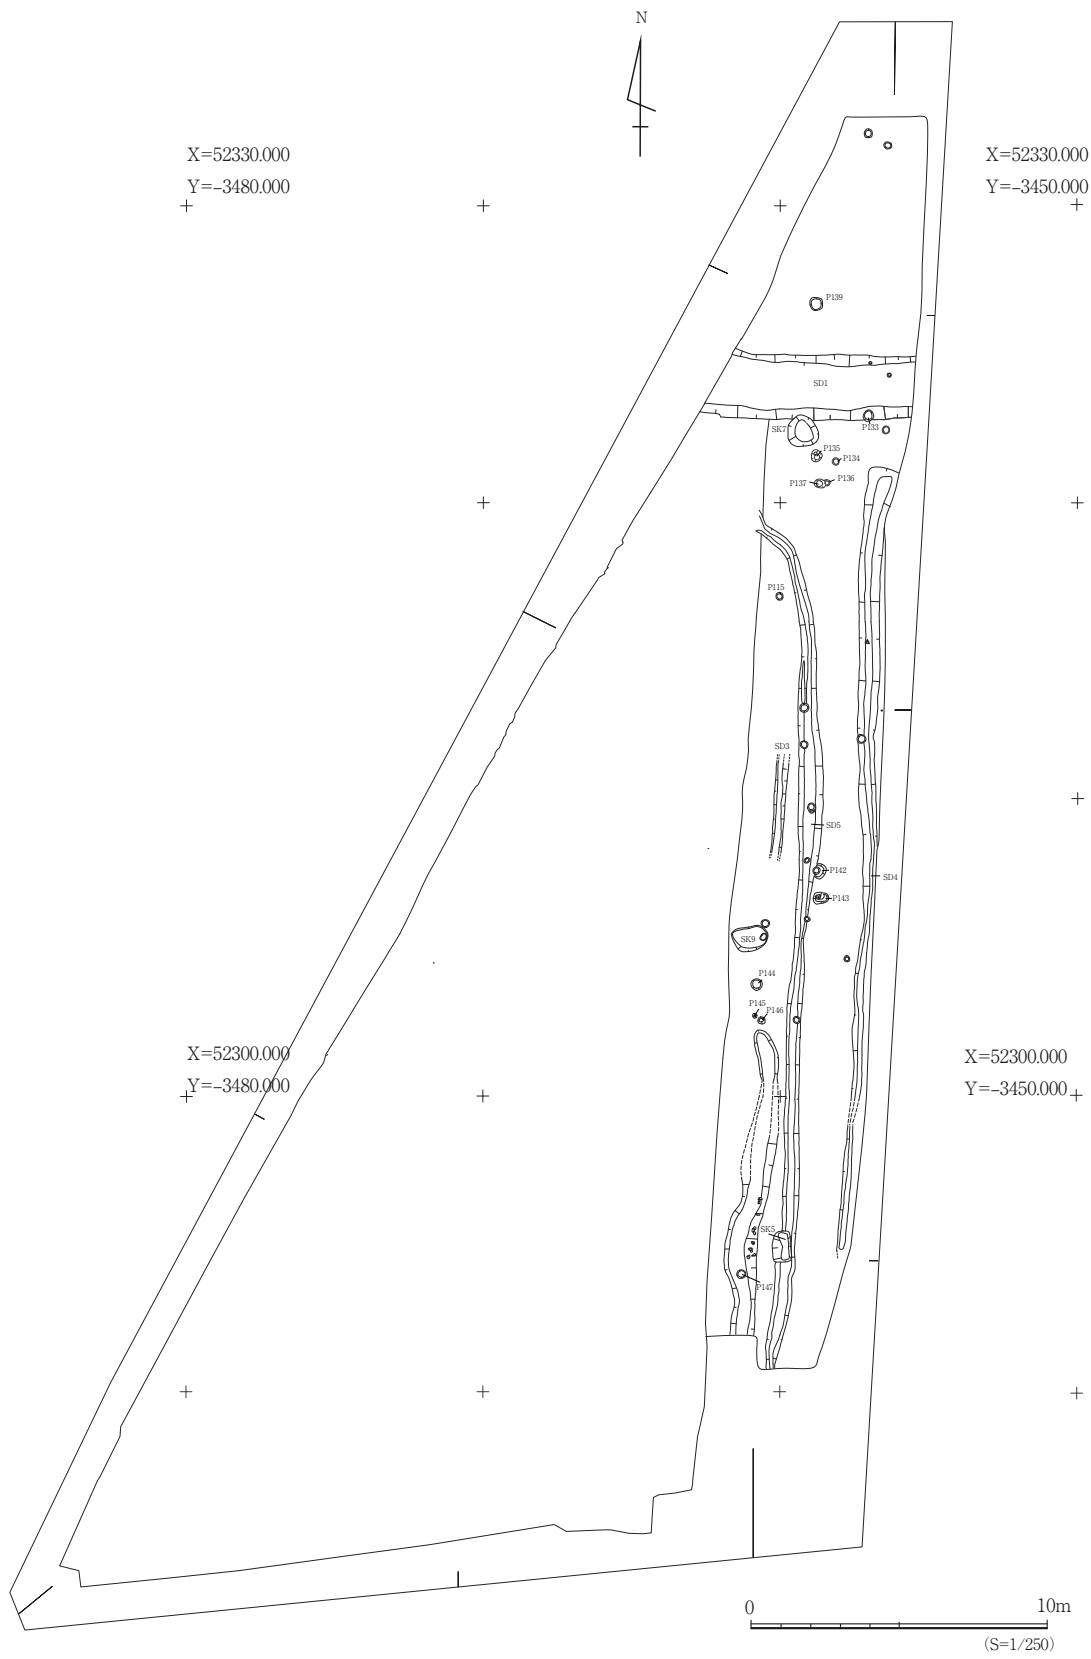 N
X=52330.000
Y=-3480.000
X=52330.000
Y=-3450.000
P139
SD1
SK7
P133
P135
P134
P137
P136
P115
SD3
SD5
P142
SD4
P143
SK9
P144
P145
P146
X=52300.000
Y=-3480.000
X=52300.000
Y=-3450.000
SK5
P147
0
10m
(S=1/250)